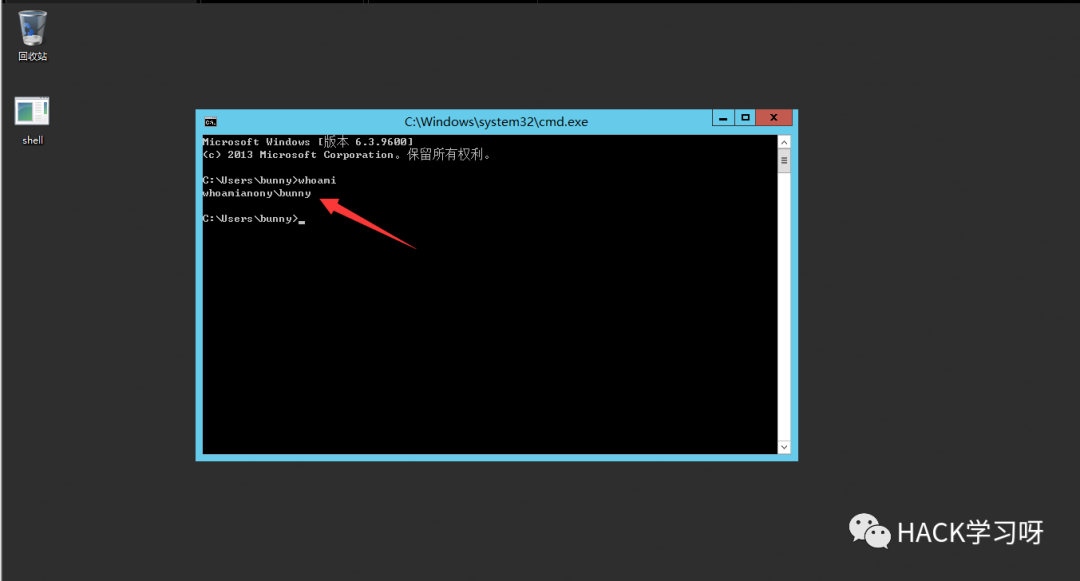 回收站
shell
C:\Windows\system32\cmd.exe
Microsoft Windows [版本 6.3.9600]
(c) 2013 Microsoft Corporation。保留所有权利。
C:\Users\bunny>whoami
whoamianony\bunny
C:\Users\bunny>_
HACK学习呀